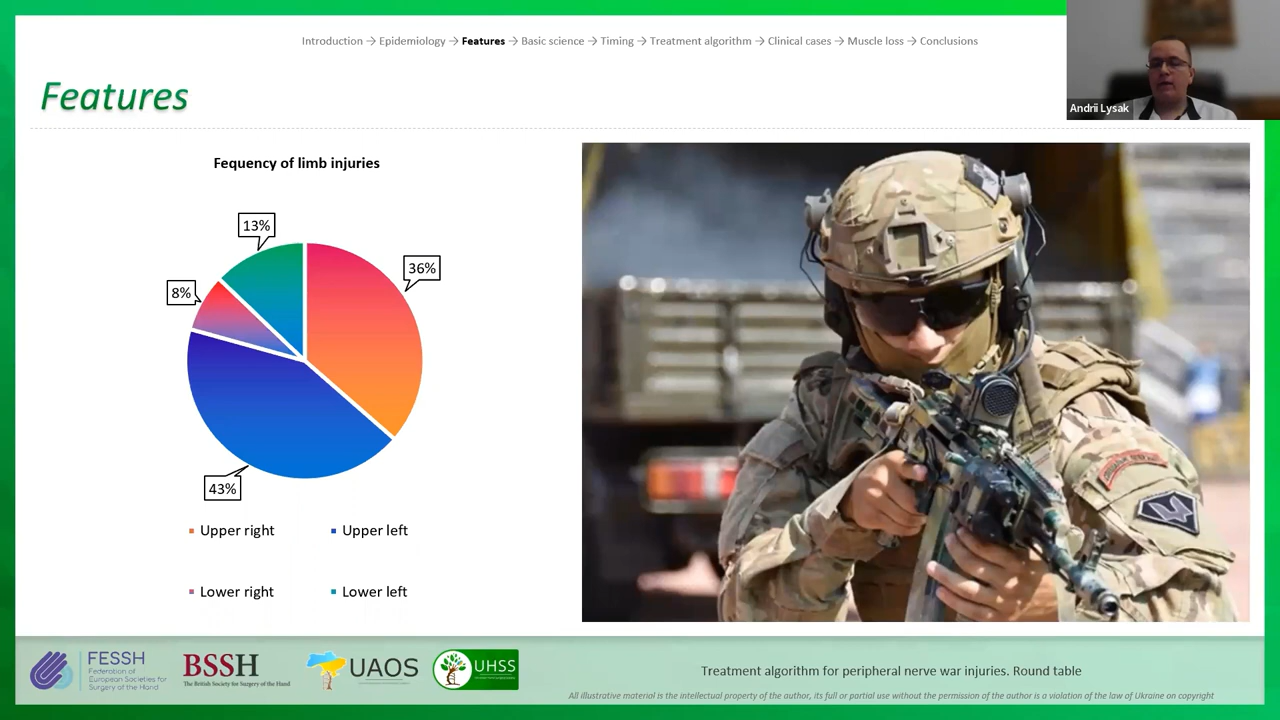 Introduction → Epidemiology → Features → Basic science → Timing → Treatment algorithm → Clinical cases → Muscle loss → Conclusions
Andrii Lysak
Features
Fequency of limb injuries
13%
36%
8%
43%
Upper right
Upper left
Lower right
Lower left
FESSH
Federation of
European Societies for
Surgery of the Hand
BSSH
The British Society for Surgery of the Hand
UAOS
UHSS
Treatment algorithm for peripheral nerve war injuries. Round table
All illustrative material is the intellectual property of the author, its full or partial use without the permission of the author is a violation of the law of Ukraine on copyright